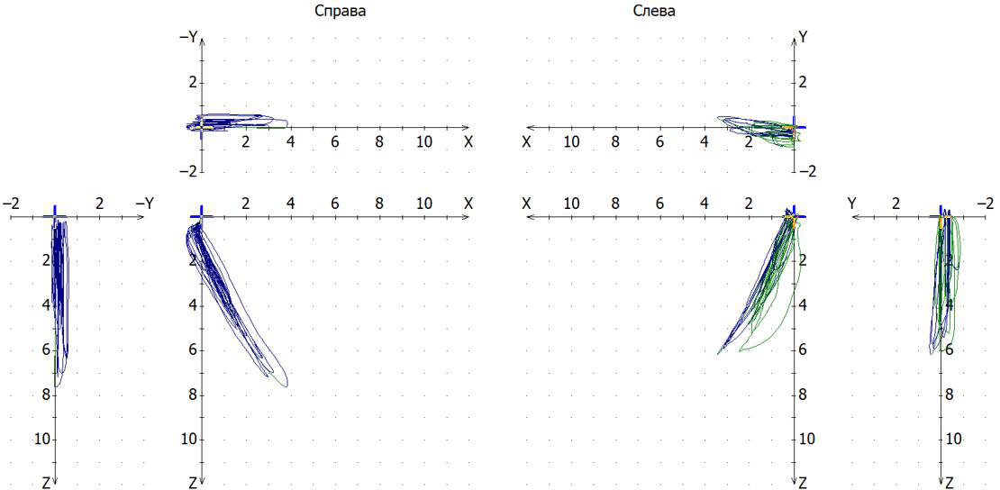 Справа Слева
−Y Y
2 2
2 4 6 8 10 X X 10 8 6 4 2
−2 −2
−2 2 −Y 2 4 6 8 10 X X 10 8 6 4 2 Y 2 −2
2 2 2 2
4 4 4 4
6 6 6 6
8 8 8 8
10 10 10 10
Z Z Z Z